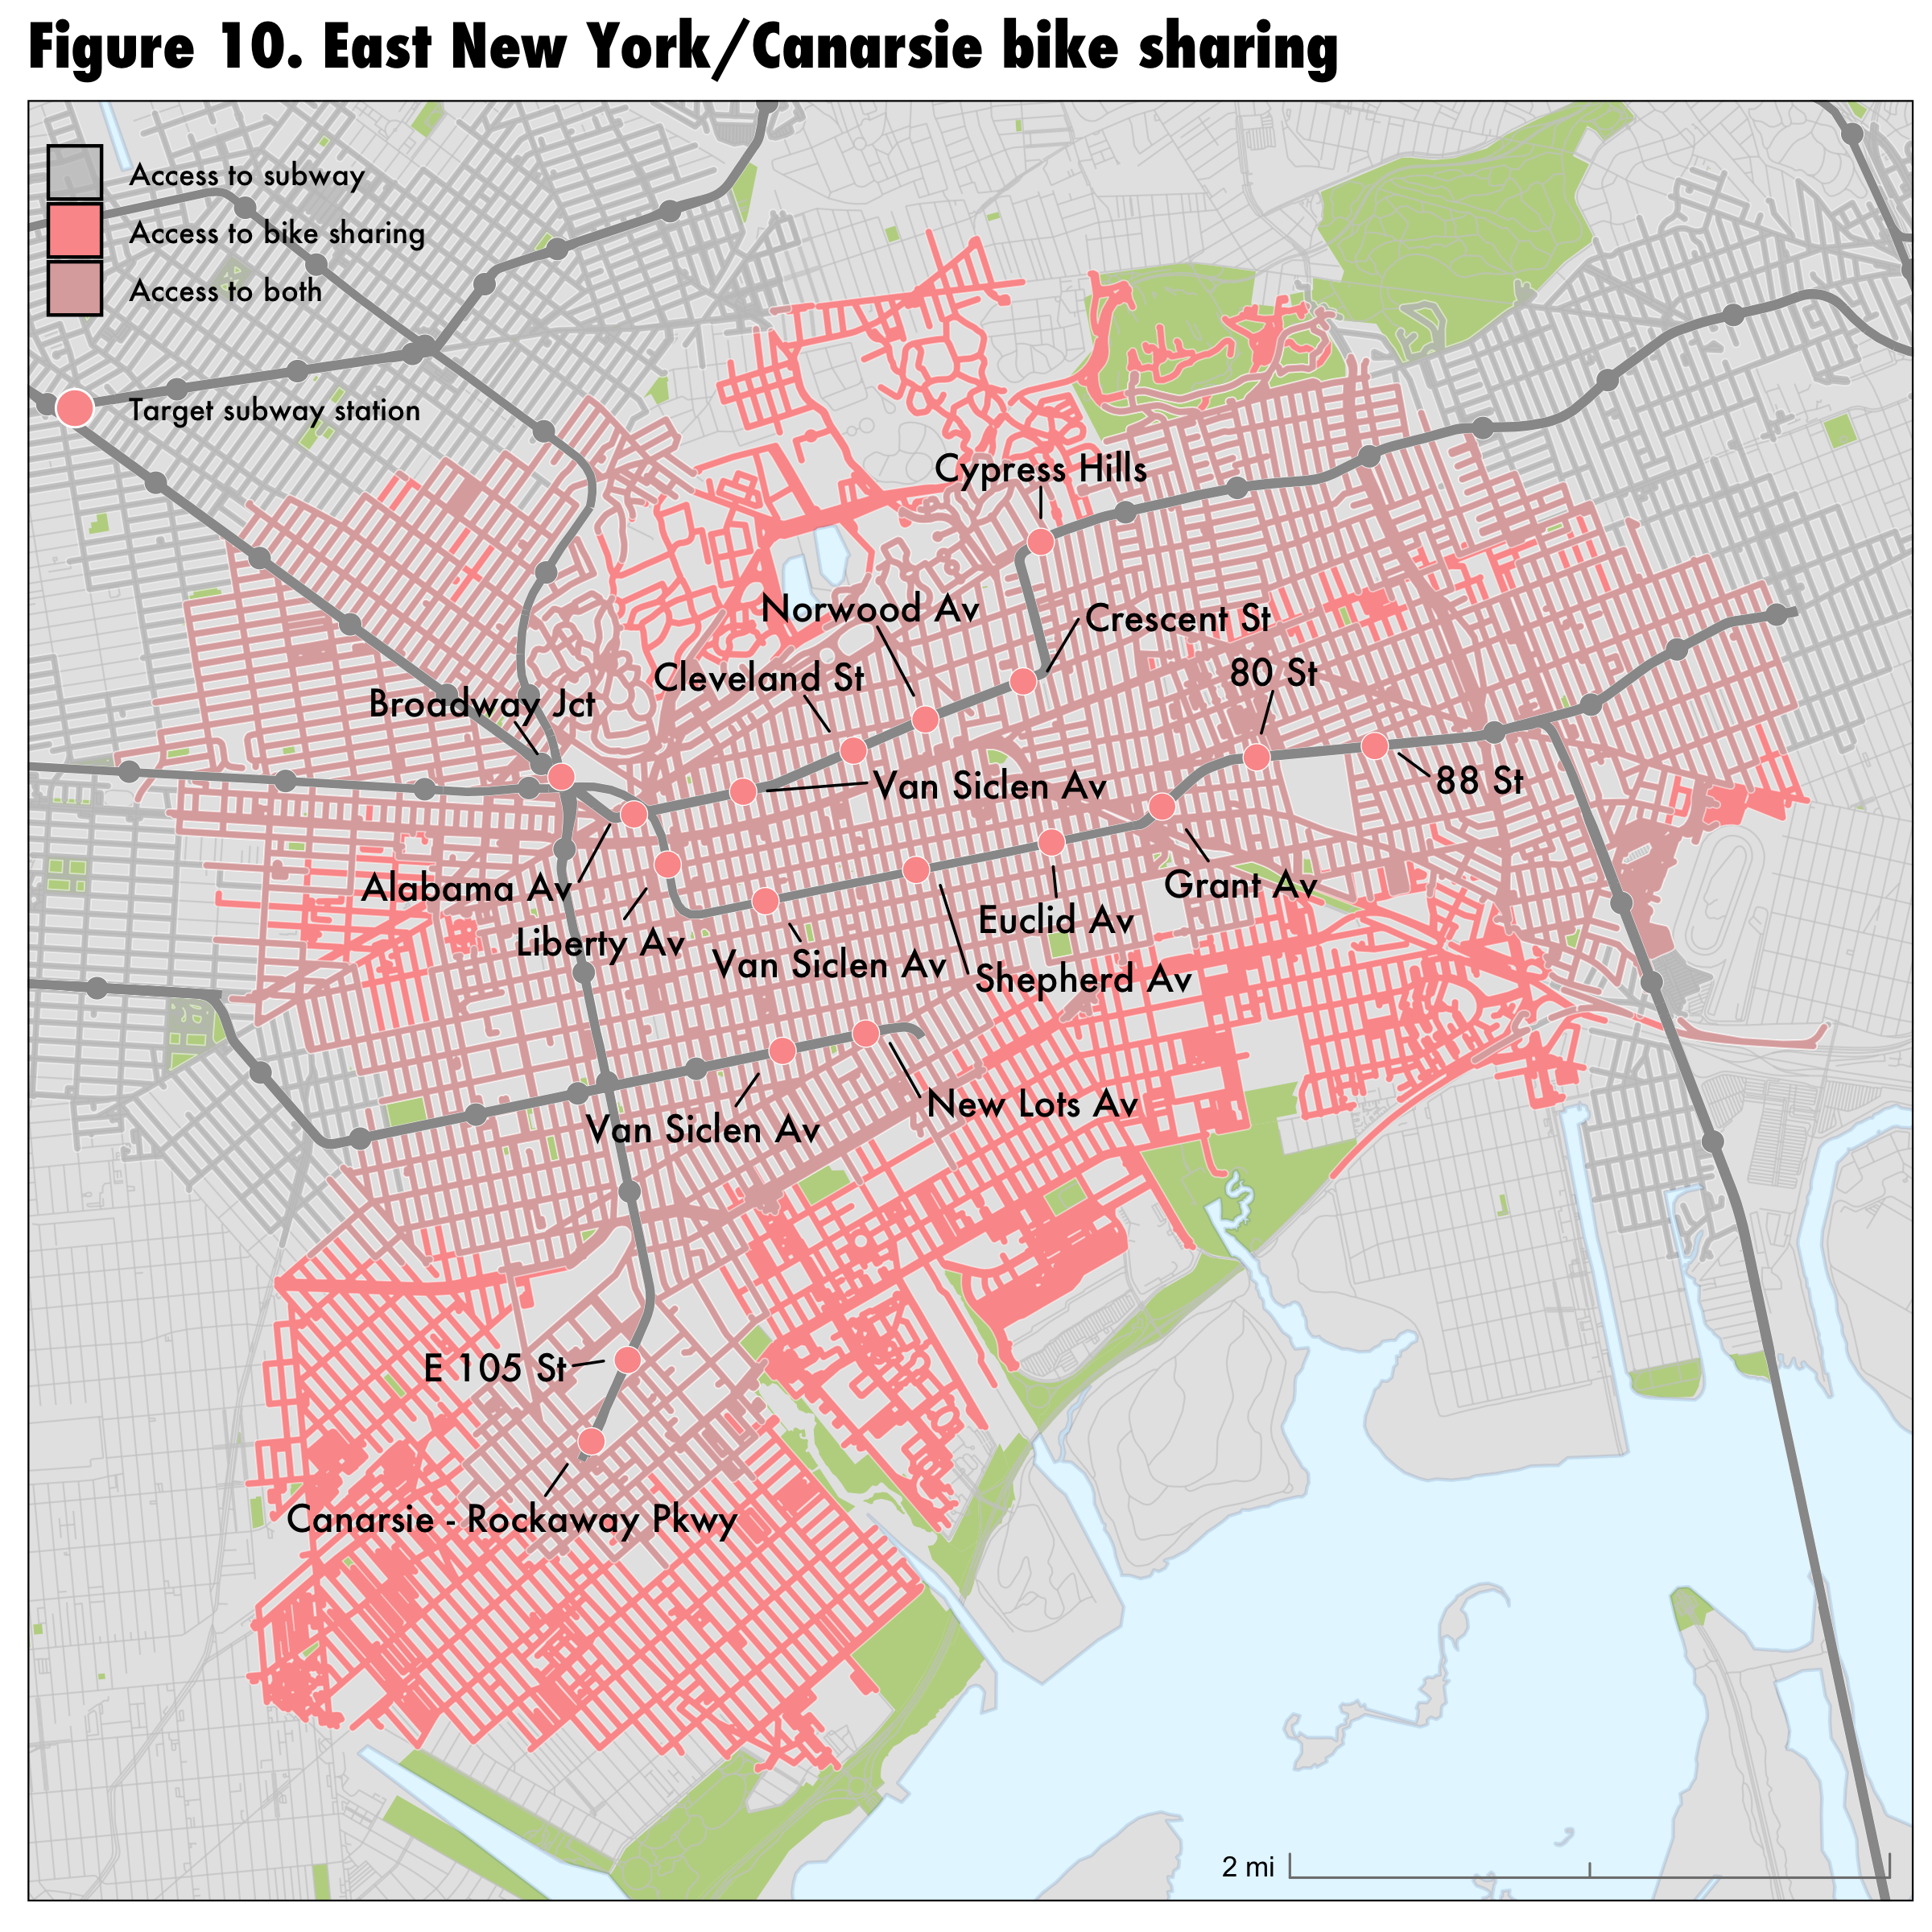 Figure 10. East New York/Canarsie bike sharing
Access to subway
Access to bike sharing
Access to both
Target subway station
Cypress Hills
Norwood Av
Crescent St
Cleveland St
80 St
Broadway Jct
Van Siclen Av
88 St
Alabama Av
Grant Av
Euclid Av
Liberty Av
Van Siclen Av
Shepherd Av
New Lots Av
Van Siclen Av
E 105 St
Canarsie - Rockaway Pkwy
2 mi